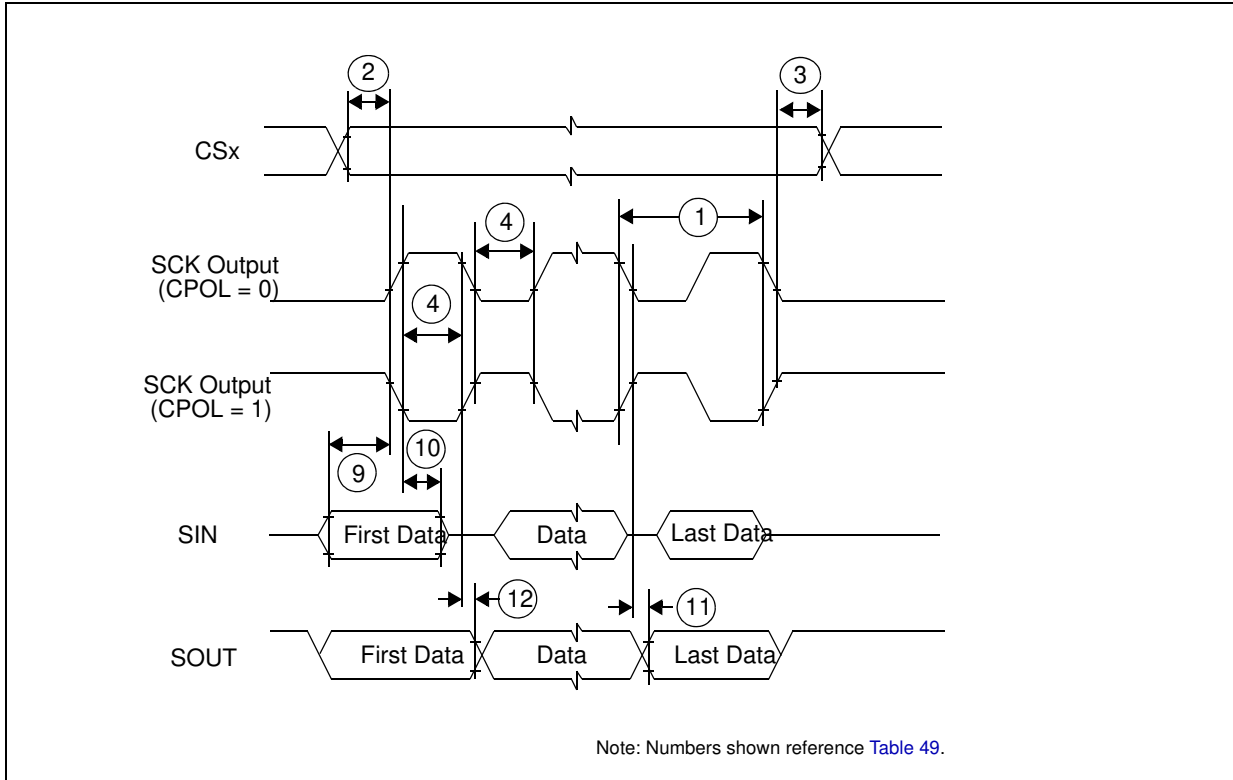 2
3
CSx
4
1
SCK Output
(CPOL = 0)
4
SCK Output
(CPOL = 1)
10
9
SIN
First Data
Data
Last Data
12
11
SOUT
First Data
Data
Last Data
Note: Numbers shown reference Table 49.